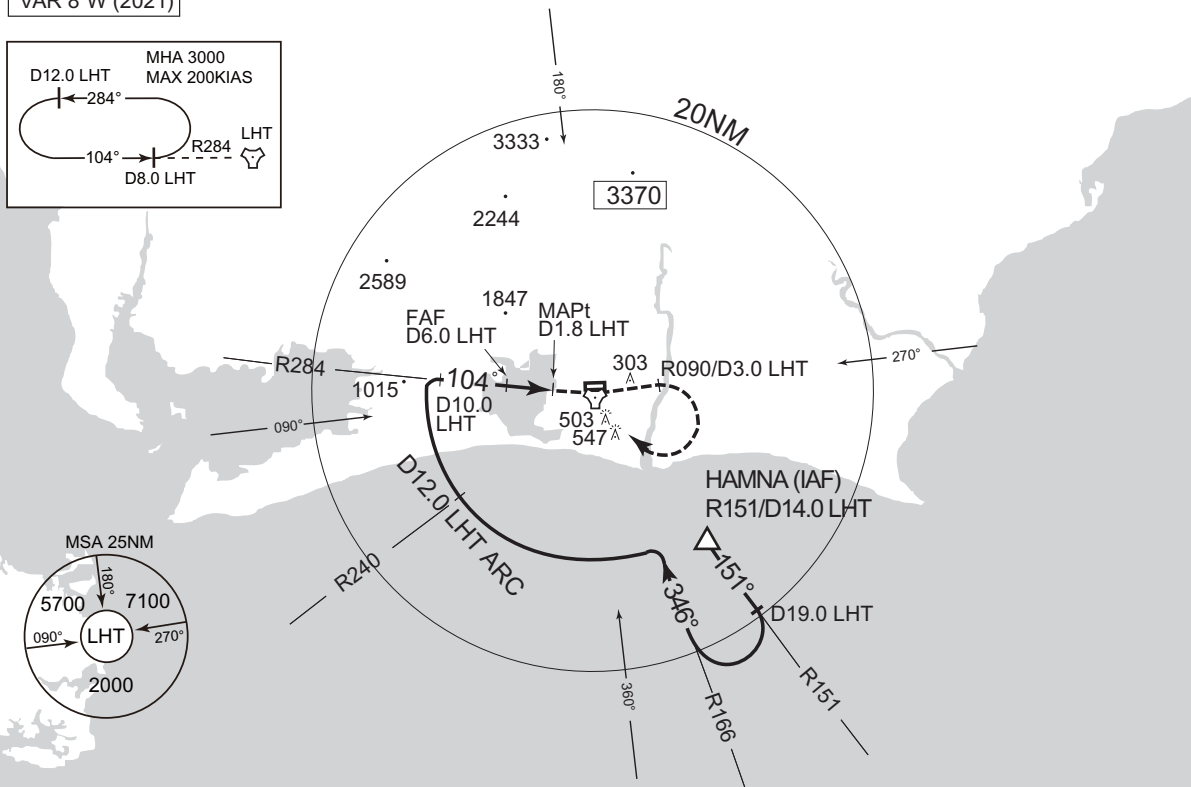 VAR 8°W (2021)
MHA 3000
MAX 200KIAS
D12.0 LHT
284°
104°
R284
LHT
D8.0 LHT
180°
20NM
3333
3370
2244
2589
1847
FAF
D6.0 LHT
MAPt
D1.8 LHT
303
R090/D3.0 LHT
270°
R284
1015
104°
D10.0
LHT
090°
503
547
HAMNA (IAF)
R151/D14.0 LHT
D12.0 LHT ARC
R240
151°
346°
D19.0 LHT
R151
R166
360°
MSA 25NM
180°
5700
7100
090°
LHT
270°
2000